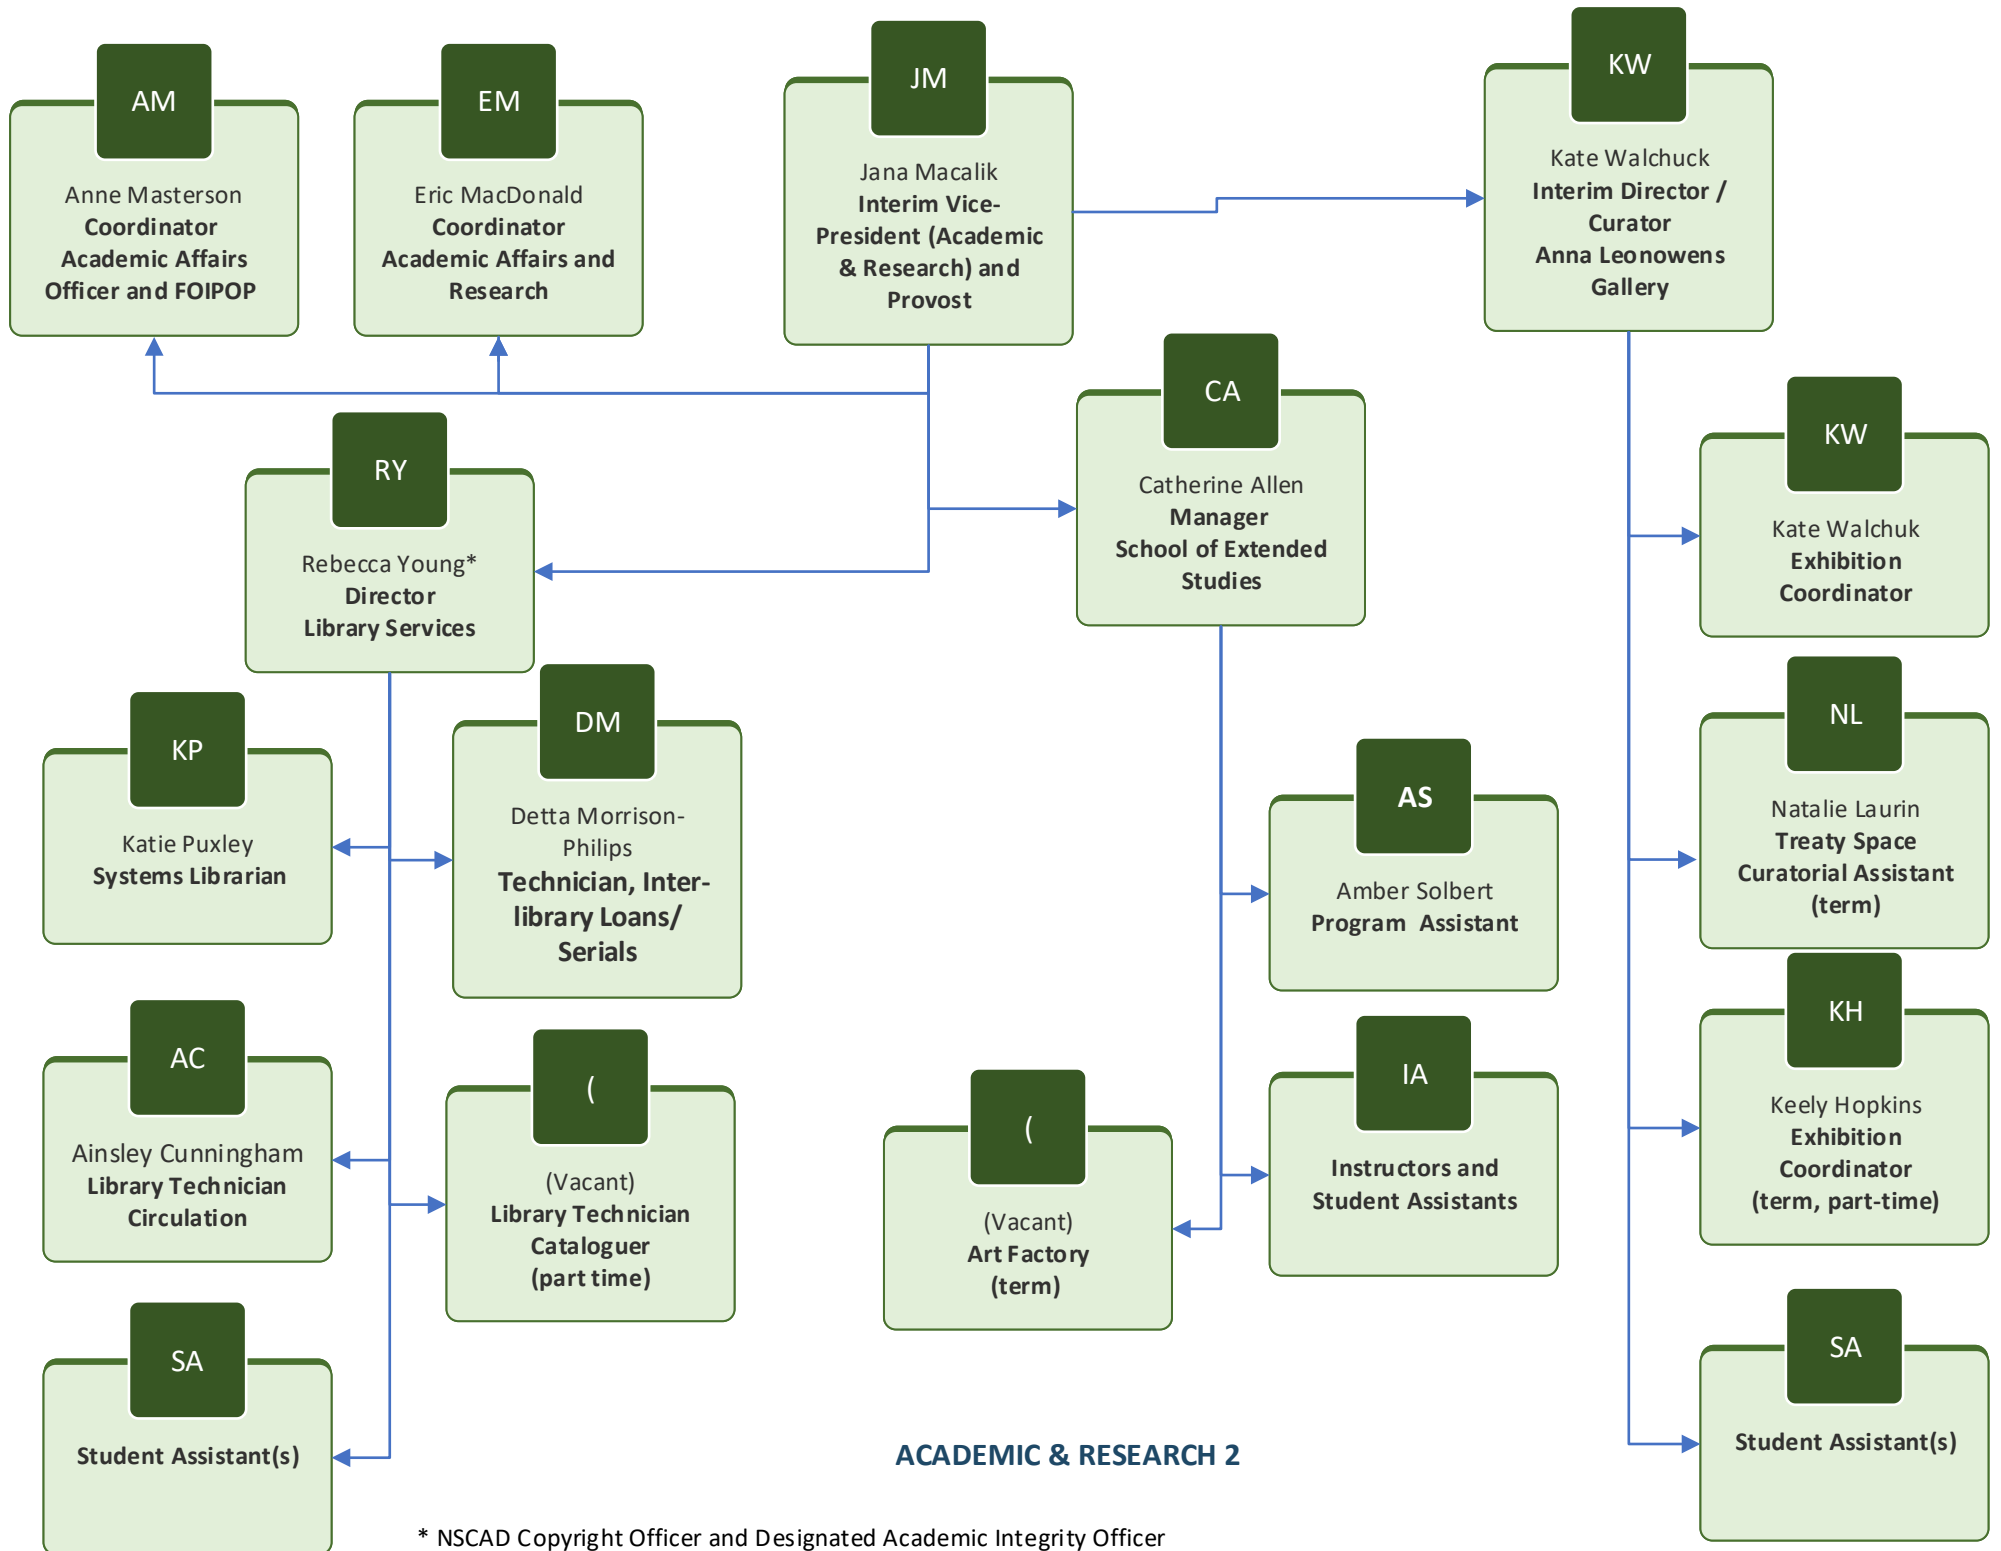 AM
Anne Masterson
Coordinator
Academic Affairs
Officer and FOIPOP
EM
Eric MacDonald
Coordinator
Academic Affairs and
Research
JM
Jana Macalik
Interim Vice-
President (Academic
& Research) and
Provost
KW
Kate Walchuck
Interim Director /
Curator
Anna Leonowens
Gallery
RY
Rebecca Young*
Director
Library Services
CA
Catherine Allen
Manager
School of Extended
Studies
KW
Kate Walchuk
Exhibition
Coordinator
KP
Katie Puxley
Systems Librarian
DM
Detta Morrison-
Philips
Technician, Inter-
library Loans/
Serials
AS
Amber Solbert
Program  Assistant
NL
Natalie Laurin
Treaty Space
Curatorial Assistant
(term)
AC
Ainsley Cunningham
Library Technician
Circulation
(
(Vacant)
Library Technician
Cataloguer
(part time)
(
(Vacant)
Art Factory
(term)
IA
Instructors and
Student Assistants
KH
Keely Hopkins
Exhibition
Coordinator
(term, part-time)
SA
Student Assistant(s)
SA
Student Assistant(s)
ACADEMIC & RESEARCH 2
* NSCAD Copyright Officer and Designated Academic Integrity Officer